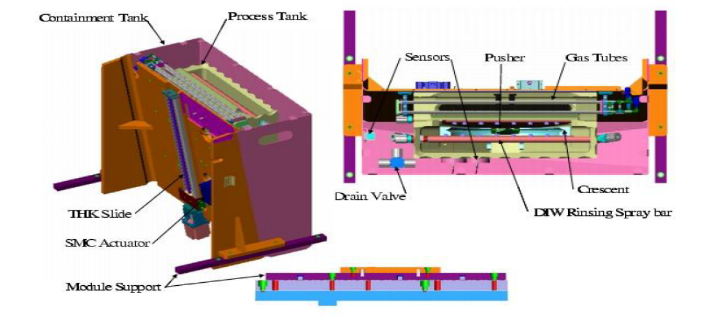 Containment Tank
Process Tank
Sensors
Pusher
Gas Tubes
Drain Valve
Crescent
DIW Rinsing Spray bar
THK Slide
SMC Actuator
Module Support